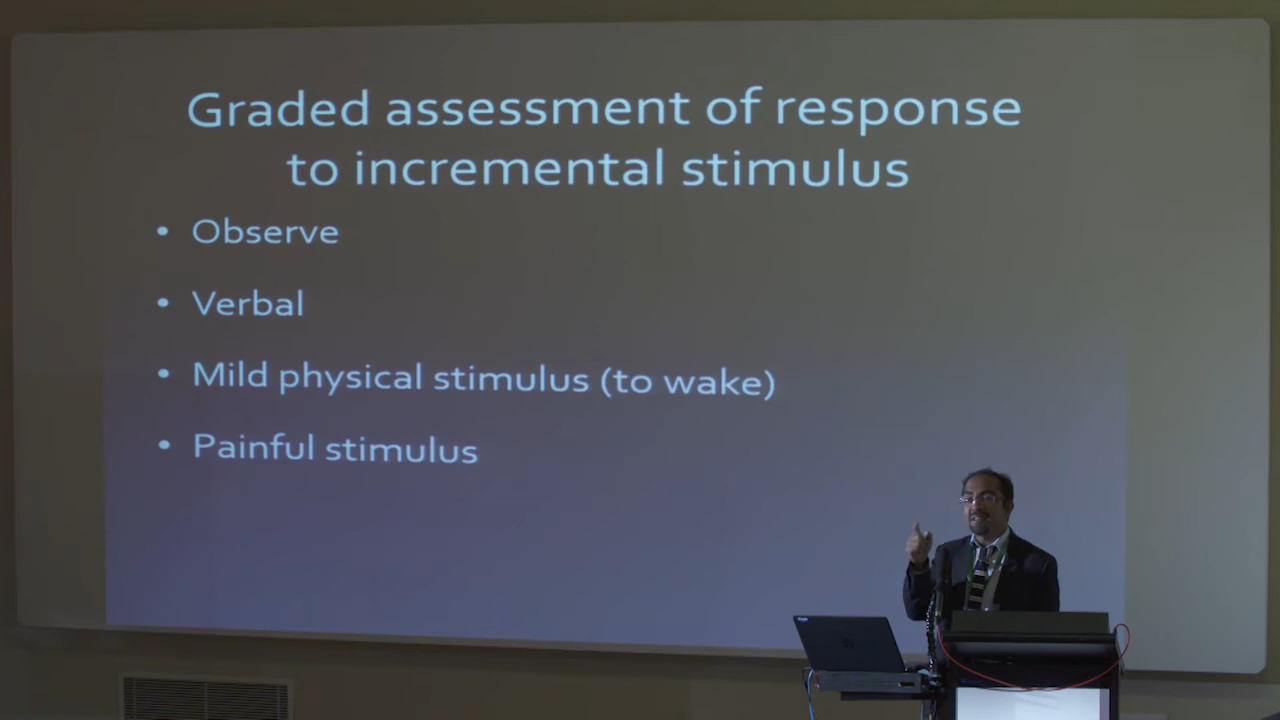 Graded assessment of response
to incremental stimulus
• Observe
• Verbal
• Mild physical stimulus (to wake)
• Painful stimulus